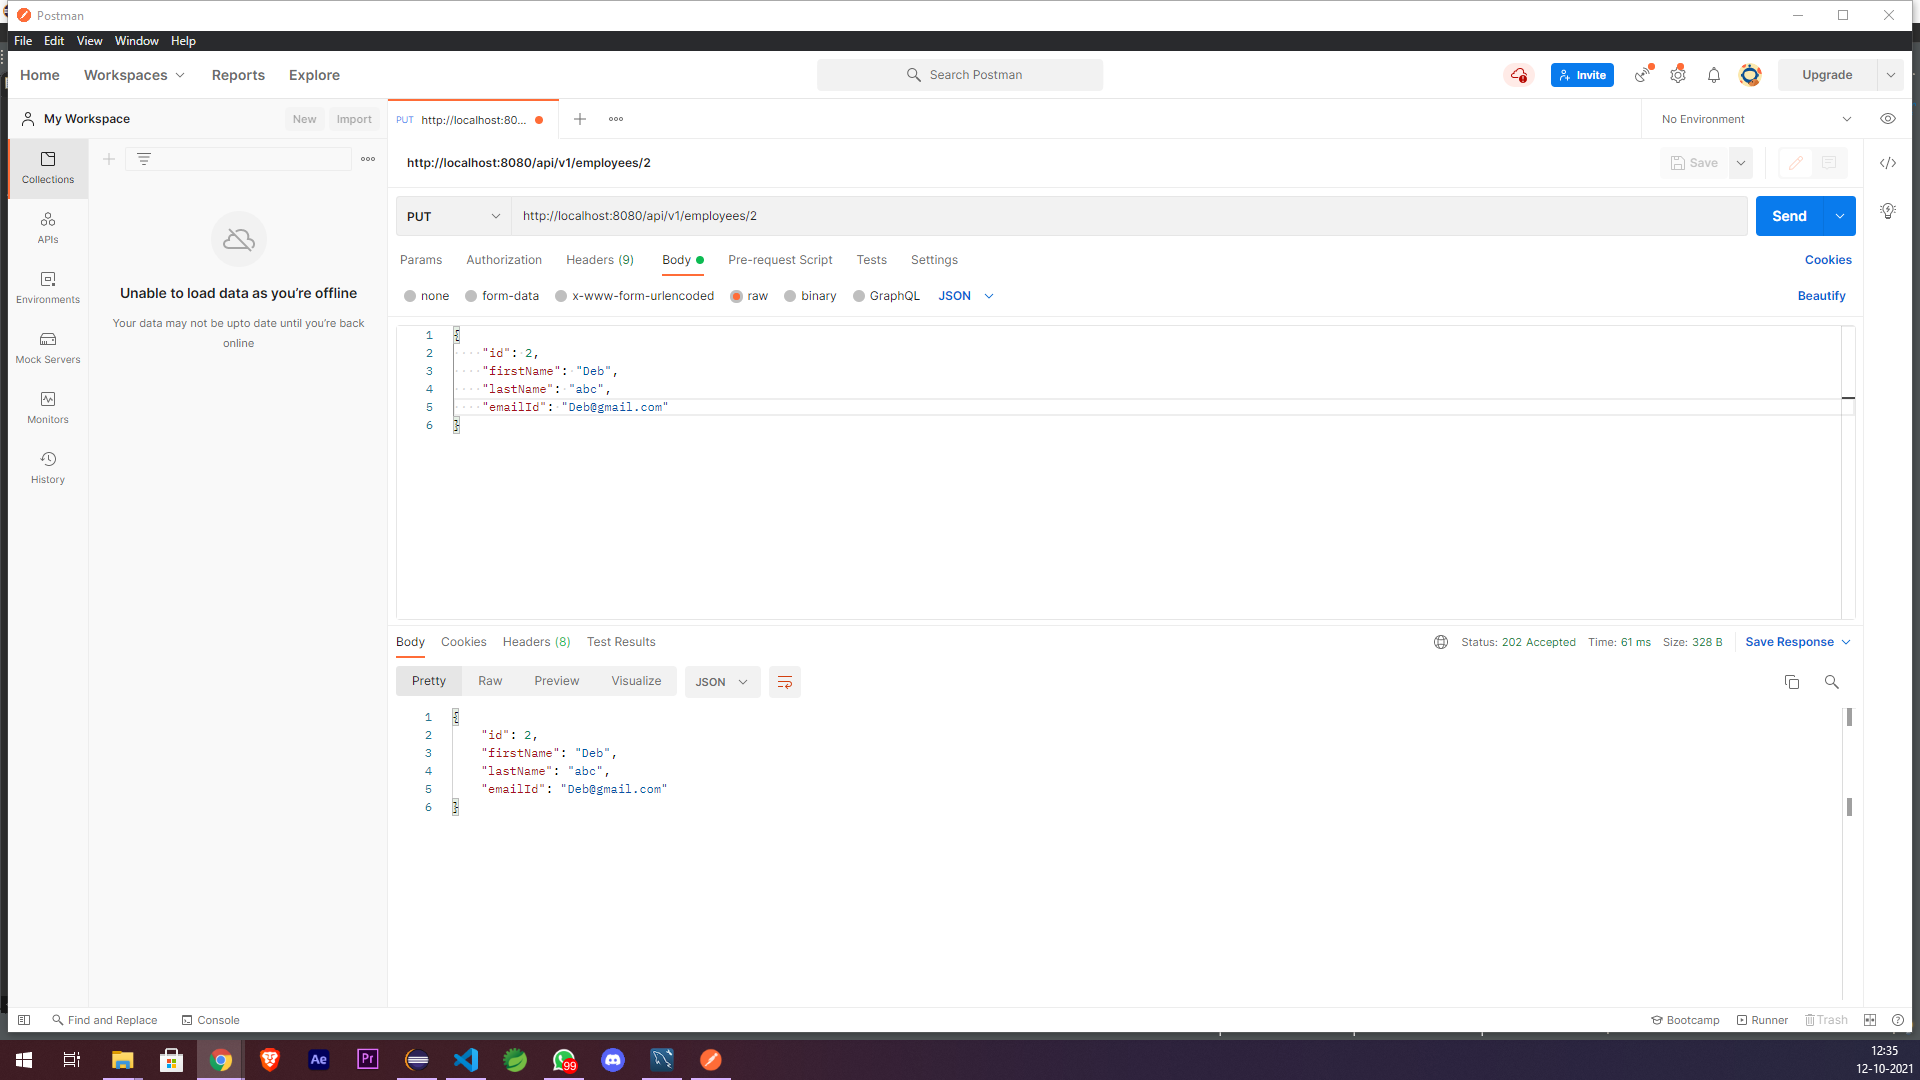 Postman
File Edit View Window Help
Home Workspaces Reports Explore
Search Postman
Invite
Upgrade
My Workspace
New Import
PUT http://localhost:80...
No Environment
Collections
APIs
Environments
Mock Servers
Monitors
History
Unable to load data as you're offline
Your data may not be upto date until you're back
online
http://localhost:8080/api/v1/employees/2
Save
PUT http://localhost:8080/api/v1/employees/2
Send
Params Authorization Headers (9) Body Pre-request Script Tests Settings
Cookies
none form-data x-www-form-urlencoded raw binary GraphQL JSON
Beautify
1 {
2 "id": 2,
3 "firstName": "Deb",
4 "lastName": "abc",
5 "emailId": "Deb@gmail.com"
6 }
Body Cookies Headers (8) Test Results
Status: 202 Accepted Time: 61 ms Size: 328 B
Save Response
Pretty Raw Preview Visualize JSON
1 {
2 "id": 2,
3 "firstName": "Deb",
4 "lastName": "abc",
5 "emailId": "Deb@gmail.com"
6 }
Find and Replace Console
Bootcamp Runner Trash
Ae
Pr
99
12:35
12-10-2021